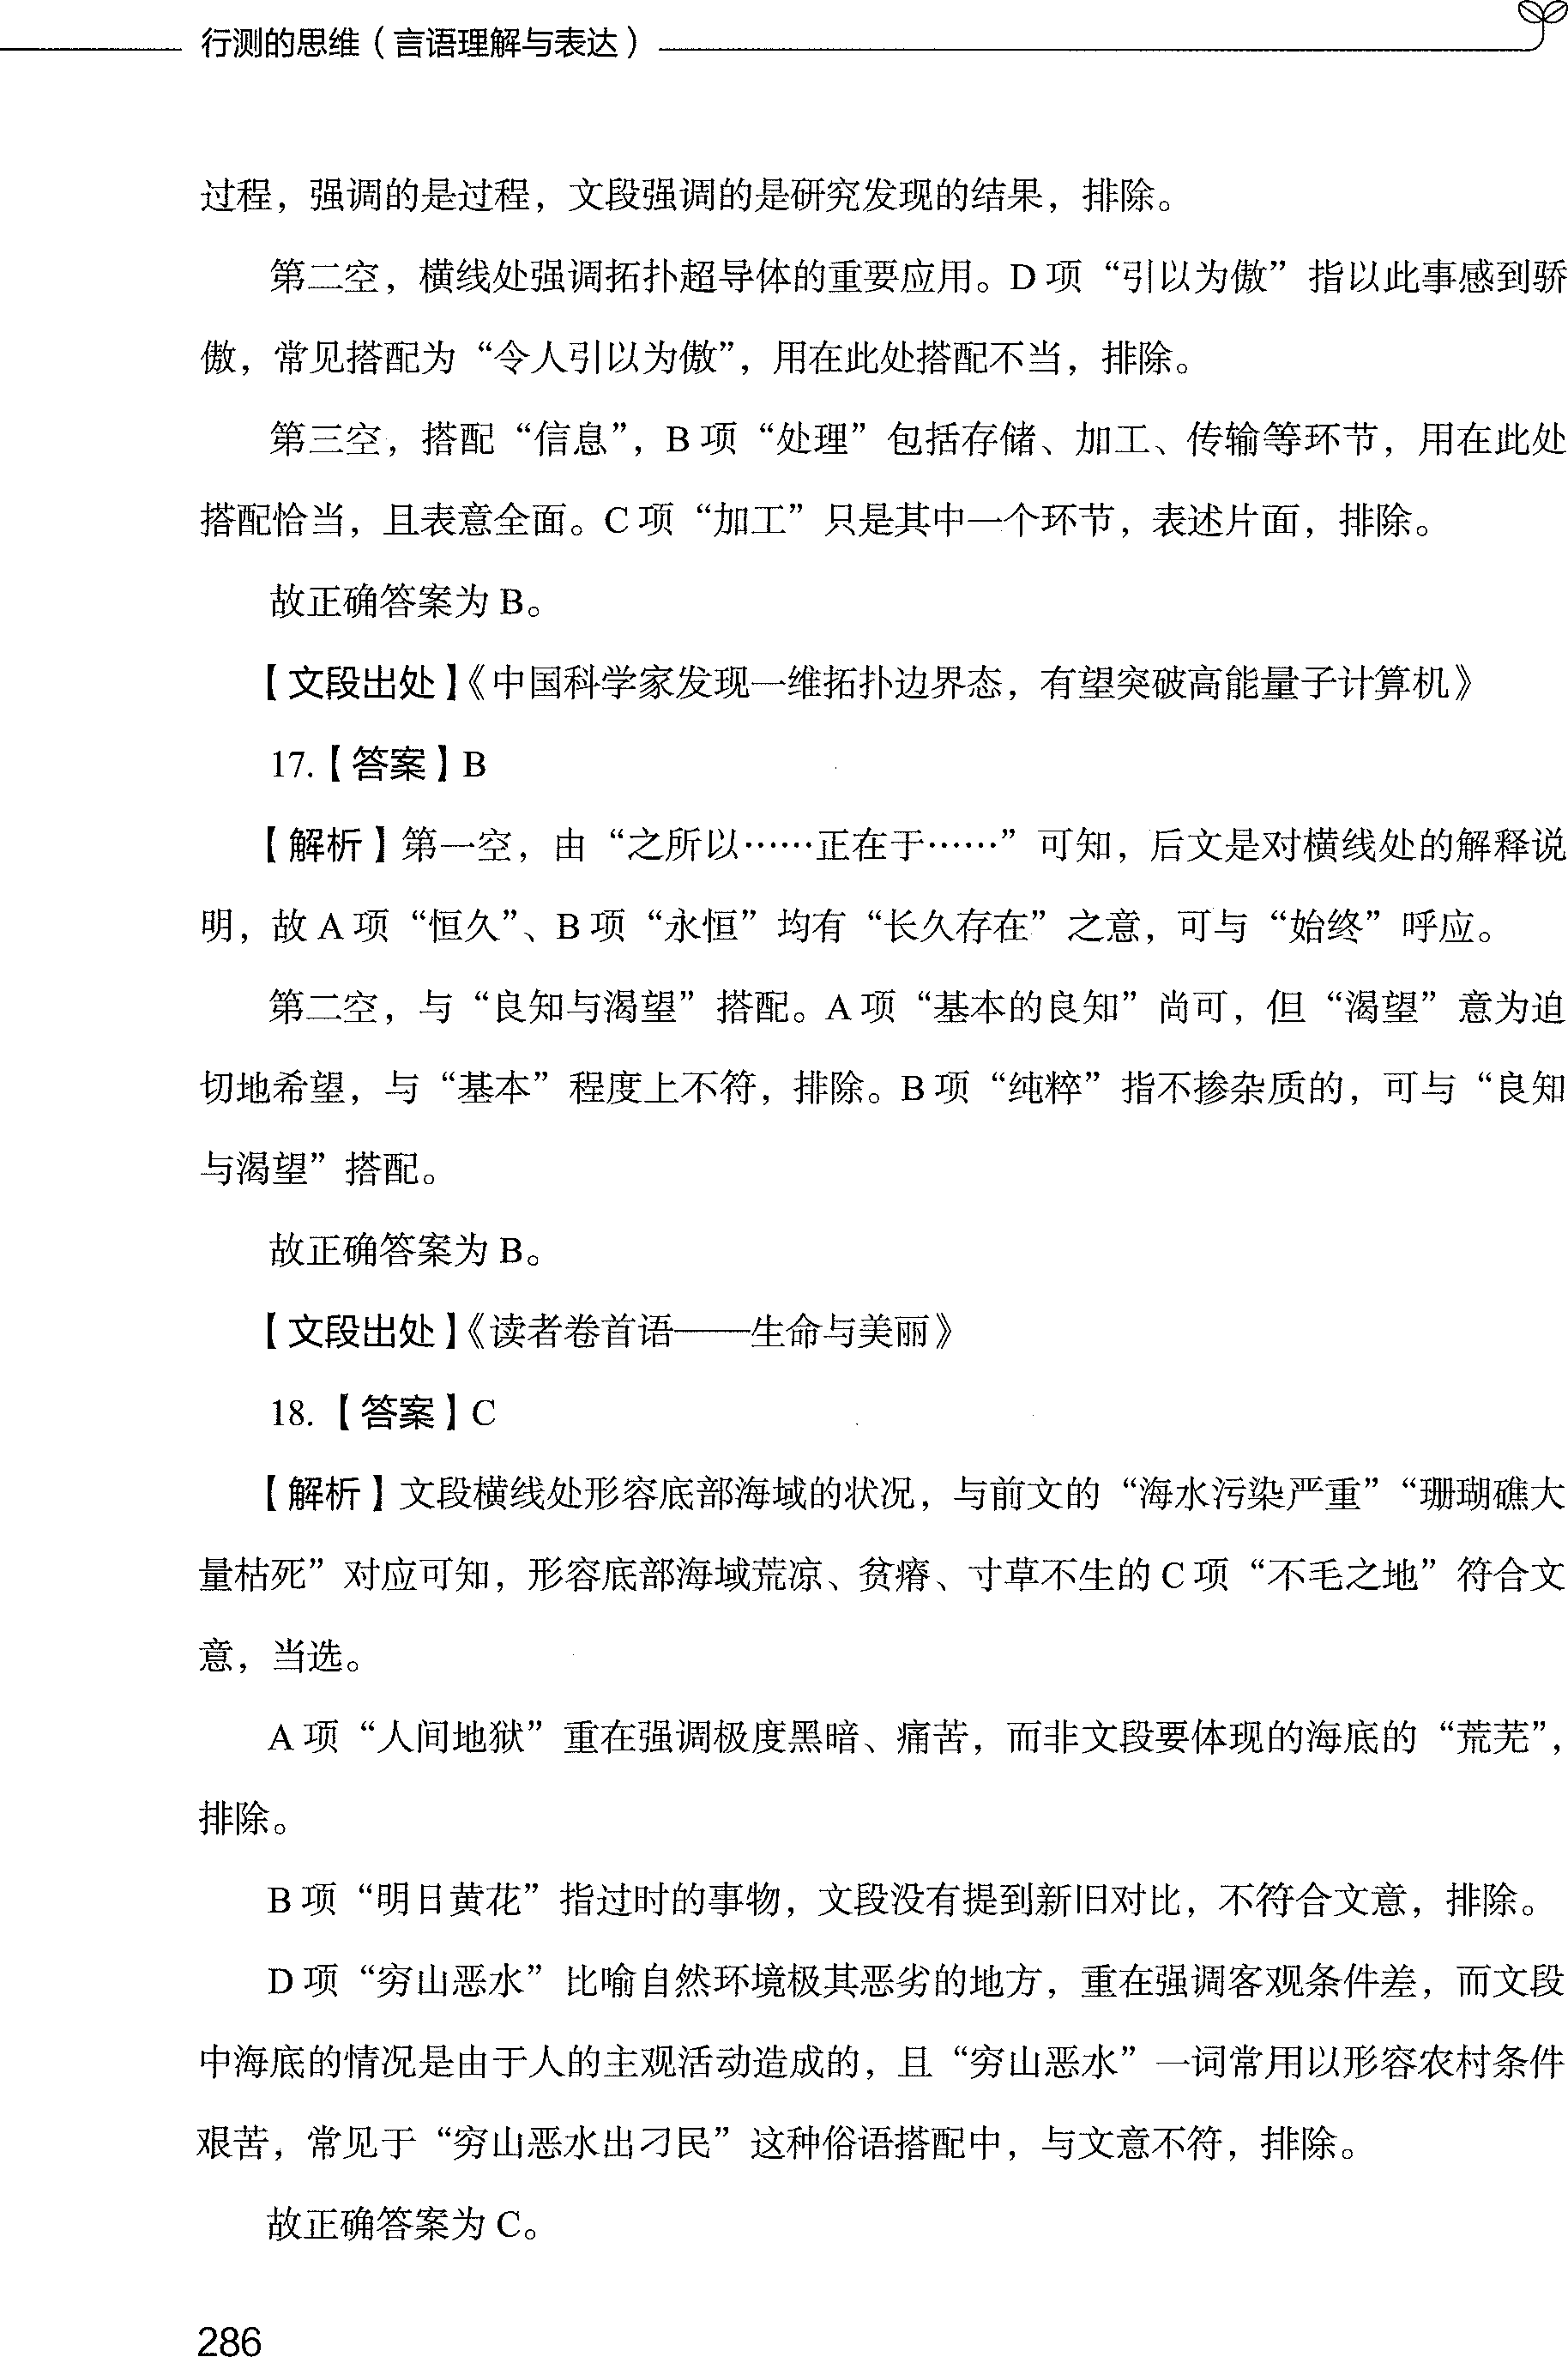 行测的思维（言语理解与表达）
过程，强调的是过程，文段强调的是研究发现的结果，排除。
第二空，横线处强调拓扑超导体的重要应用。D 项“引以为傲”指以此事感到骄
傲，常见搭配为“令人引以为傲”，用在此处搭配不当，排除。
第三空，搭配“信息”，B 项“处理”包括存储、加工、传输等环节，用在此处
搭配恰当，且表意全面。C 项“加工”只是其中一个环节，表述片面，排除。
故正确答案为 B。
【文段出处】《中国科学家发现一维拓扑边界态，有望突破高能量子计算机》
17.【答案】B
【解析】第一空，由“之所以……正在于……”可知，后文是对横线处的解释说
明，故 A 项“恒久”、B 项“永恒”均有“长久存在”之意，可与“始终”呼应。
第二空，与“良知与渴望”搭配。A 项“基本的良知”尚可，但“渴望”意为迫
切地希望，与“基本”程度上不符，排除。B 项“纯粹”指不掺杂质的，可与“良知
与渴望”搭配。
故正确答案为 B。
【文段出处】《读者卷首语——生命与美丽》
18.【答案】C
【解析】文段横线处形容底部海域的状况，与前文的“海水污染严重”“珊瑚礁大
量枯死”对应可知，形容底部海域荒凉、贫瘠、寸草不生的 C 项“不毛之地”符合文
意，当选。
A 项“人间地狱”重在强调极度黑暗、痛苦，而非文段要体现的海底的“荒芜”，
排除。
B 项“明日黄花”指过时的事物，文段没有提到新旧对比，不符合文意，排除。
D 项“穷山恶水”比喻自然环境极其恶劣的地方，重在强调客观条件差，而文段
中海底的情况是由于人的主观活动造成的，且“穷山恶水”一词常用以形容农村条件
艰苦，常见于“穷山恶水出刁民”这种俗语搭配中，与文意不符，排除。
故正确答案为 C。
286